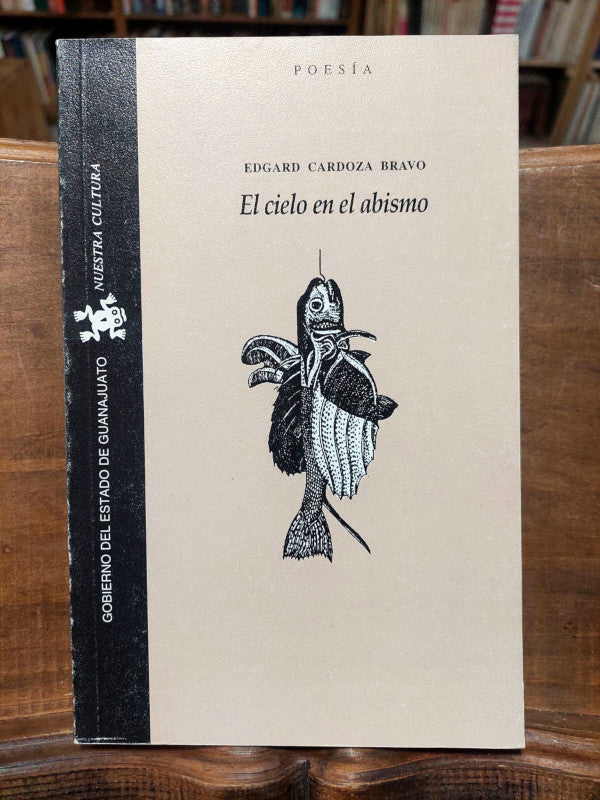 POESÍA
EDGARD CARDOZA BRAVO
El cielo en el abismo
GOBIERNO DEL ESTADO DE GUANAJUATO
NUESTRA CULTURA